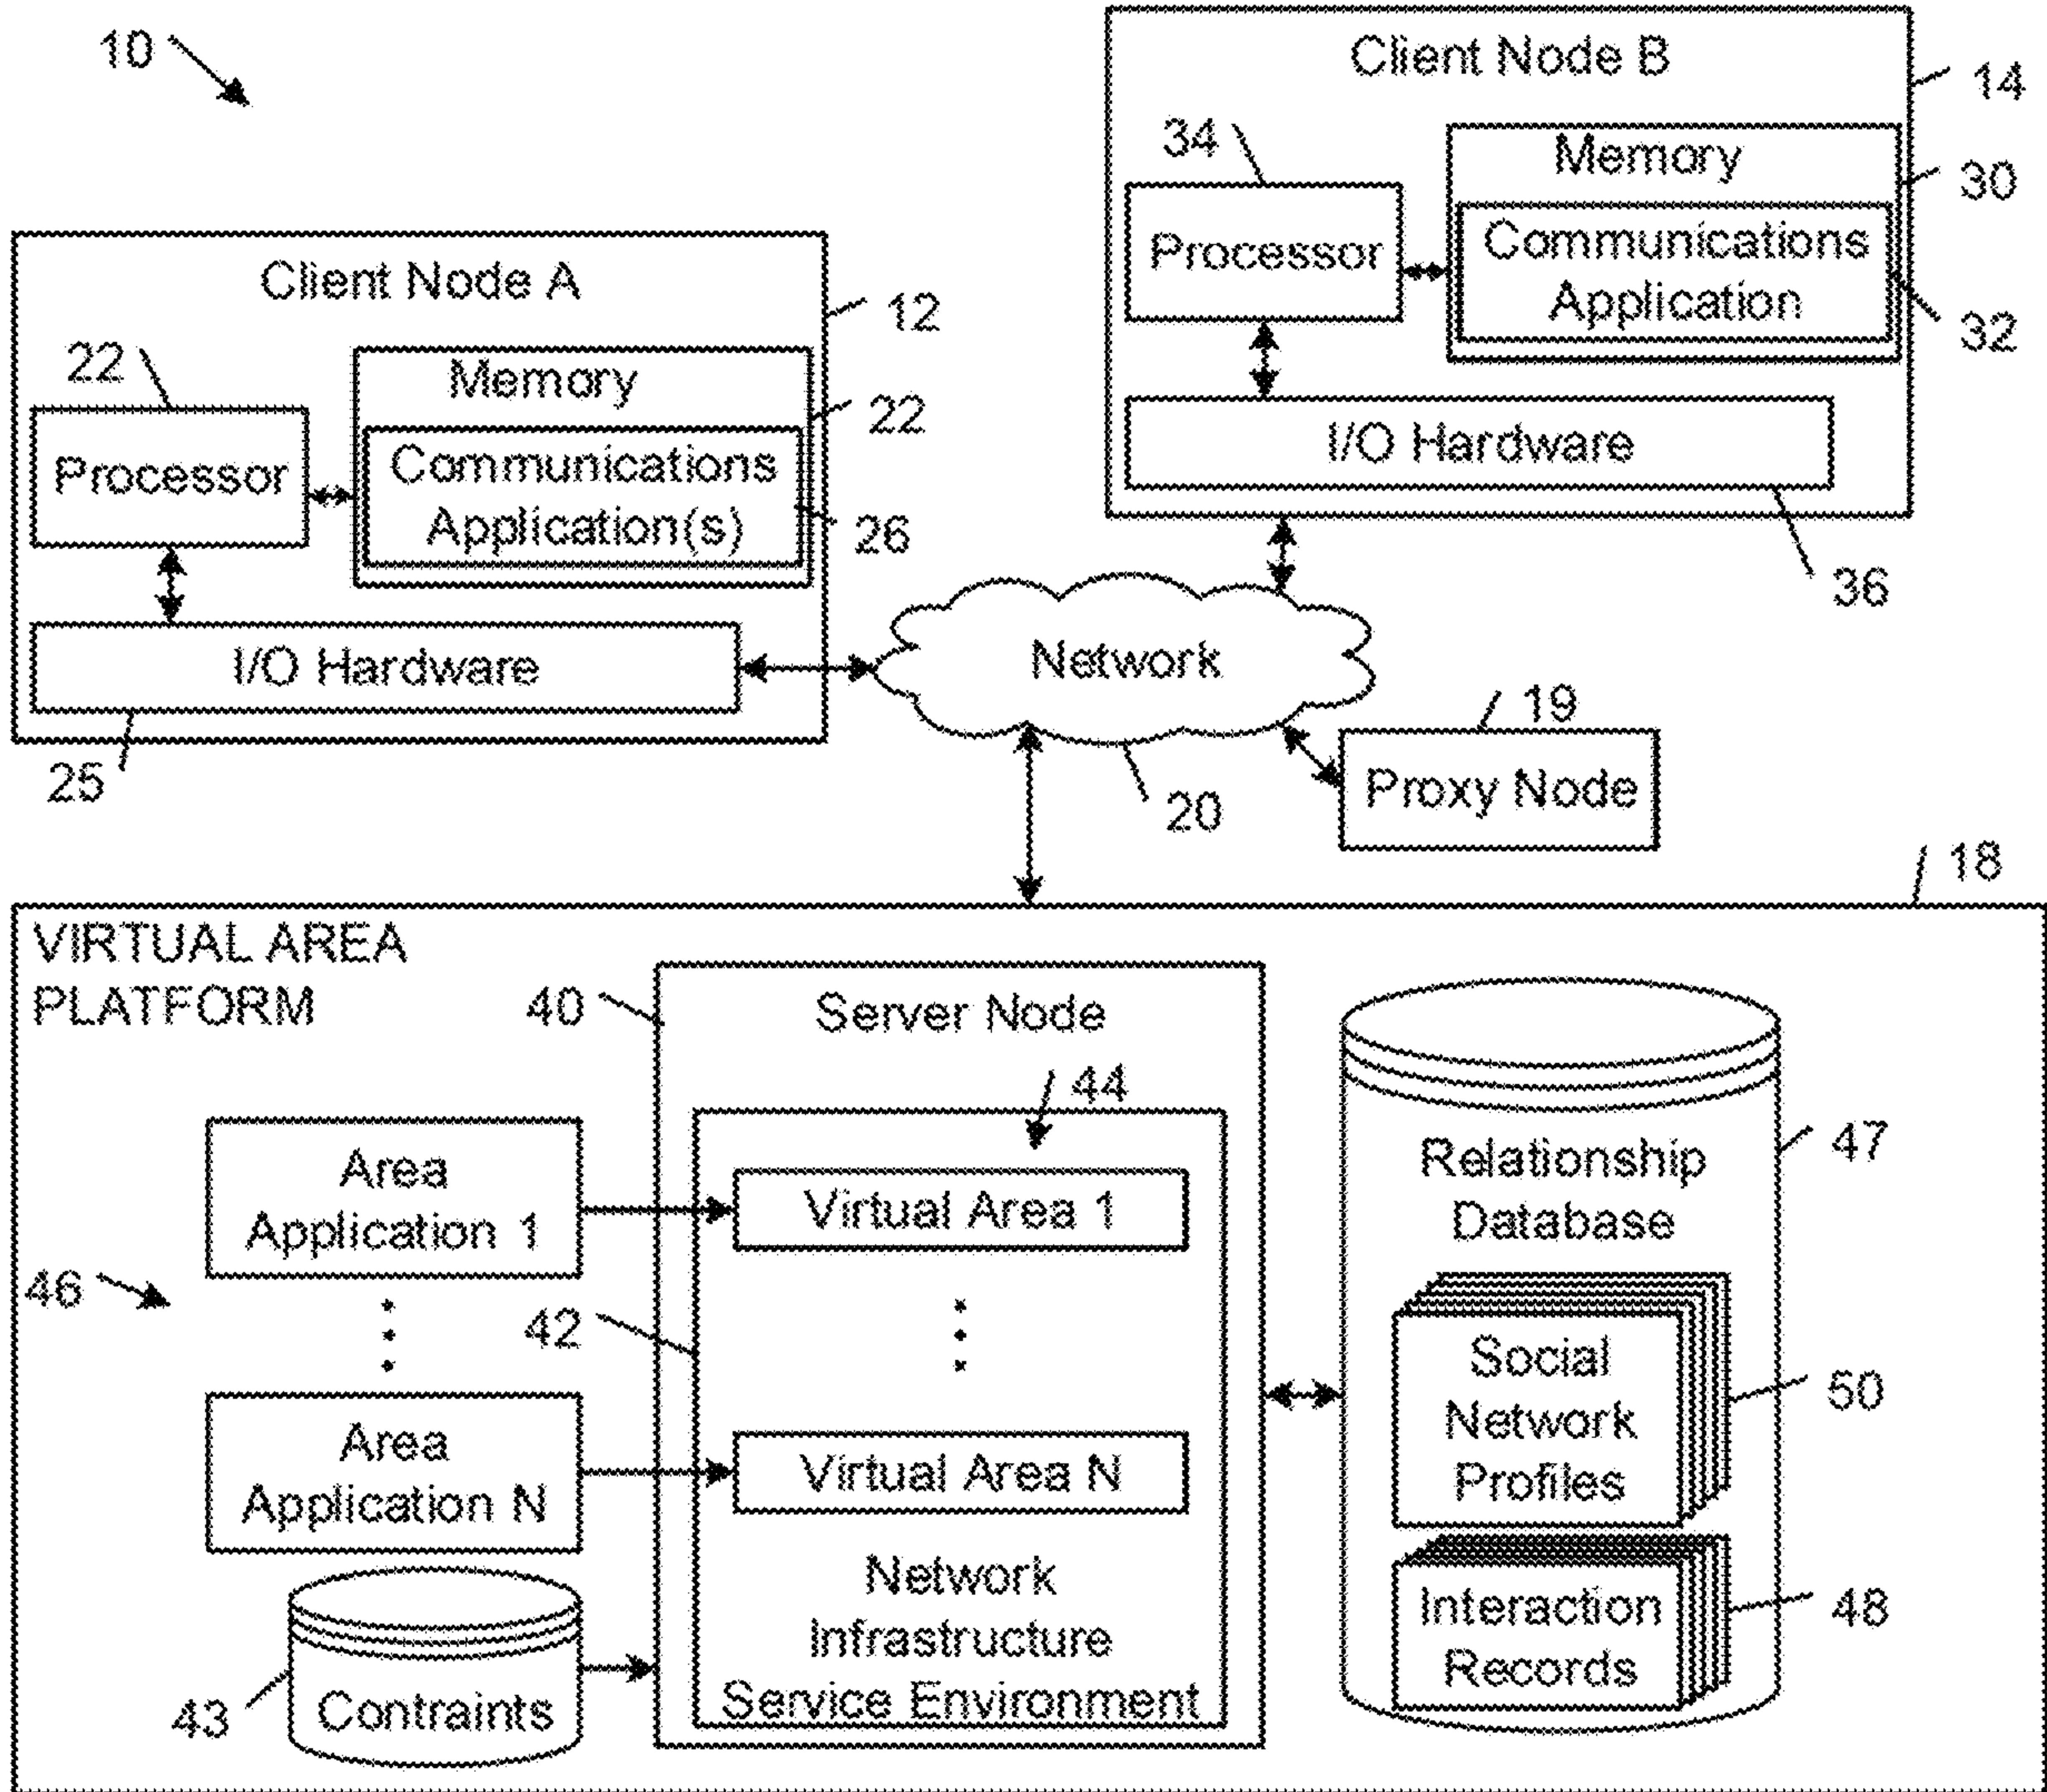 10
Client Node B
14
34
Memory
30
Processor
Communications
Application
32
I/O Hardware
36
Client Node A
12
22
Memory
22
Processor
Communications
Application(s)
26
I/O Hardware
25
Network
20
19
Proxy Node
18
VIRTUAL AREA
PLATFORM
40
Server Node
44
Area
Application 1
Virtual Area 1
46
42
Area
Application N
Virtual Area N
Network
Infrastructure
Service Environment
43
Contraints
Relationship
Database
47
Social
Network
Profiles
50
Interaction
Records
48